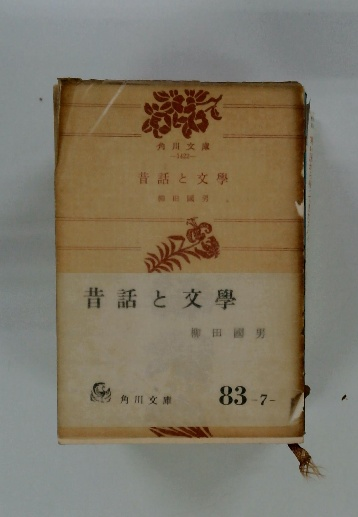 角川文庫
—1423—
昔話と文學
柳田國男
昔話と文學
柳田國男
角川文庫
83-7-